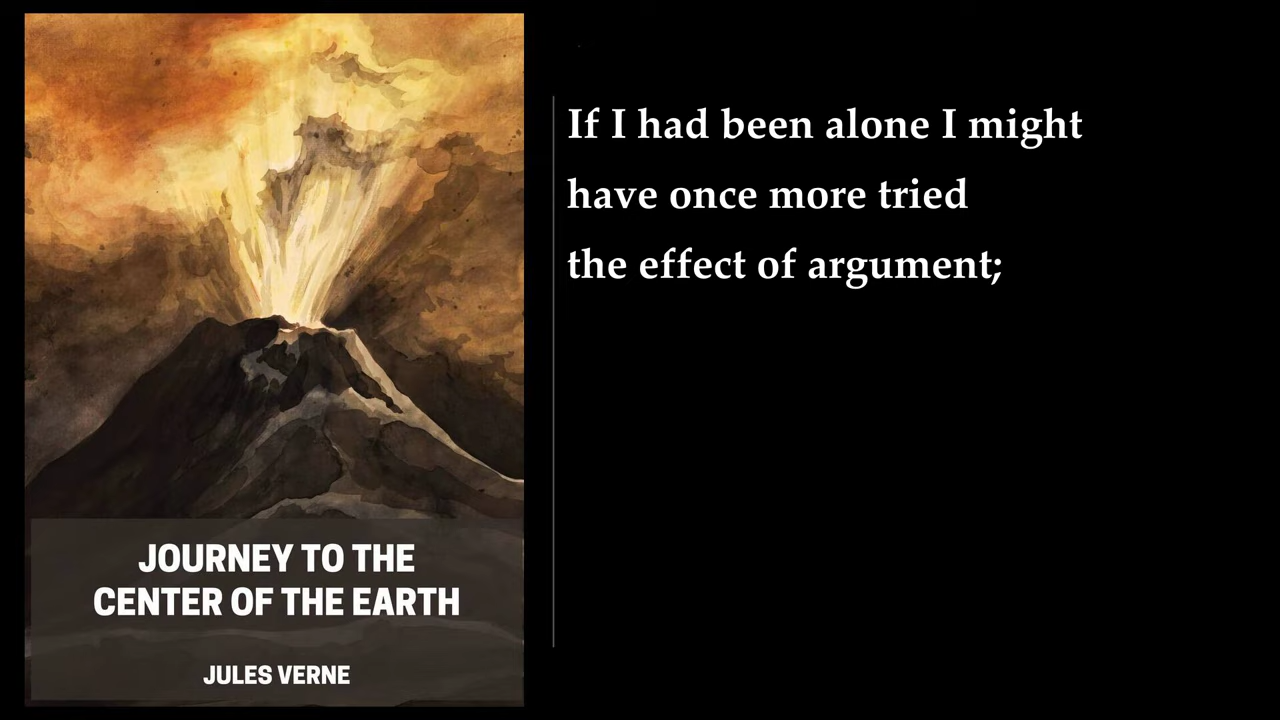 If I had been alone I might
have once more tried
the effect of argument;
JOURNEY TO THE
CENTER OF THE EARTH
JULES VERNE